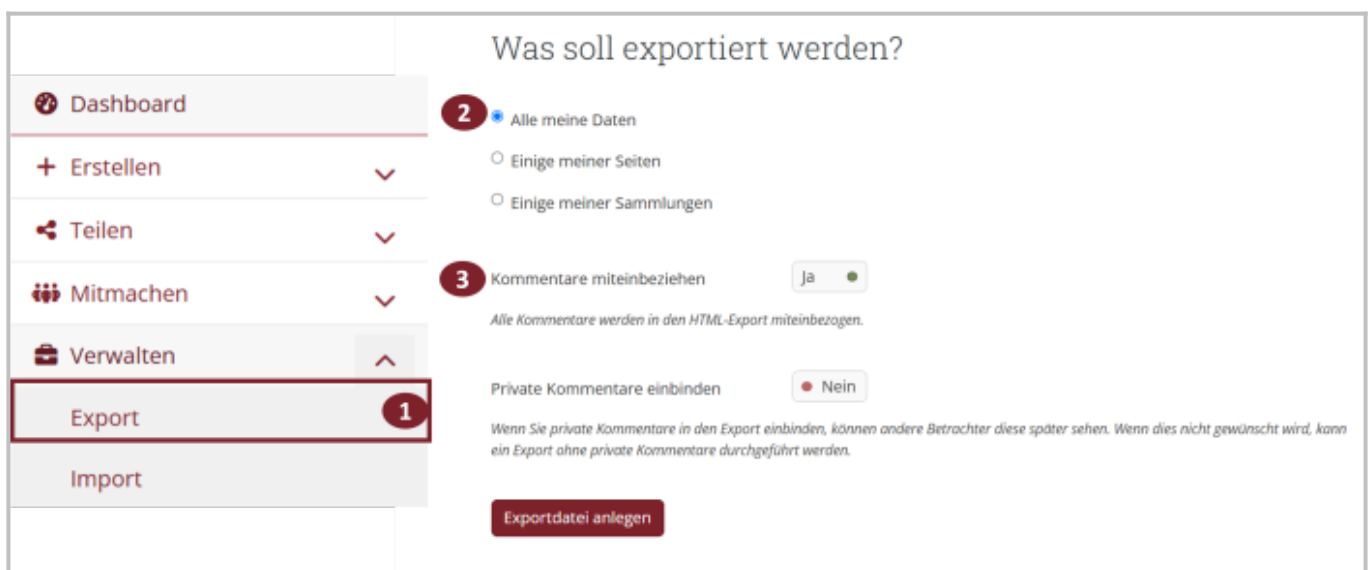 Was soll exportiert werden?
Dashboard
Erstellen
Teilen
Mitmachen
Verwalten
Export
1
Import
2
Alle meine Daten
Einige meiner Seiten
Einige meiner Sammlungen
3
Kommentare miteinbeziehen
Ja
Alle Kommentare werden in den HTML-Export miteinbezogen.
Private Kommentare einbinden
Nein
Wenn Sie private Kommentare in den Export einbinden, können andere Betrachter diese später sehen. Wenn dies nicht gewünscht wird, kann
ein Export ohne private Kommentare durchgeführt werden.
Exportdatei anlegen